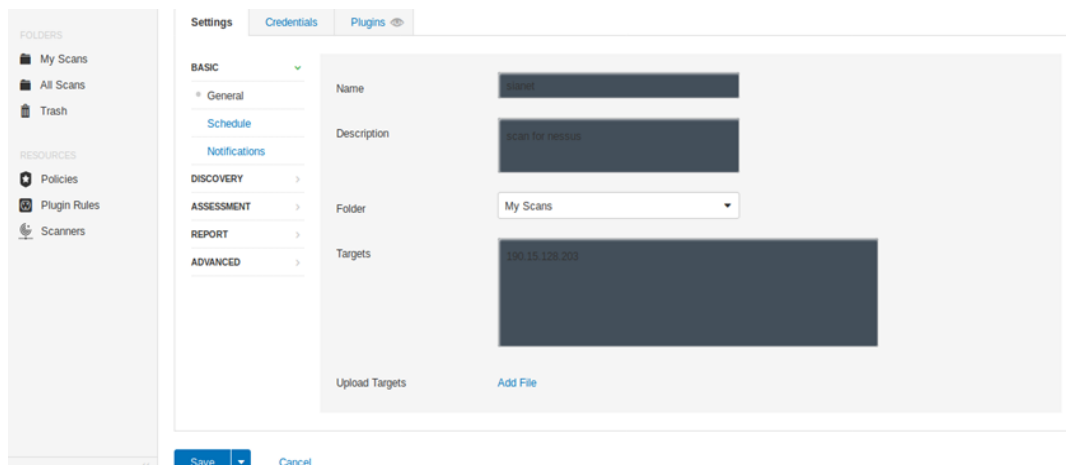 Settings Credentials Plugins
FOLDERS
My Scans
All Scans
Trash
RESOURCES
Policies
Plugin Rules
Scanners
BASIC
General
Schedule
Notifications
DISCOVERY
ASSESSMENT
REPORT
ADVANCED
Name
Description
scan for nessus
Folder My Scans
Targets 190.15.128.203
Upload Targets Add File
Save Cancel